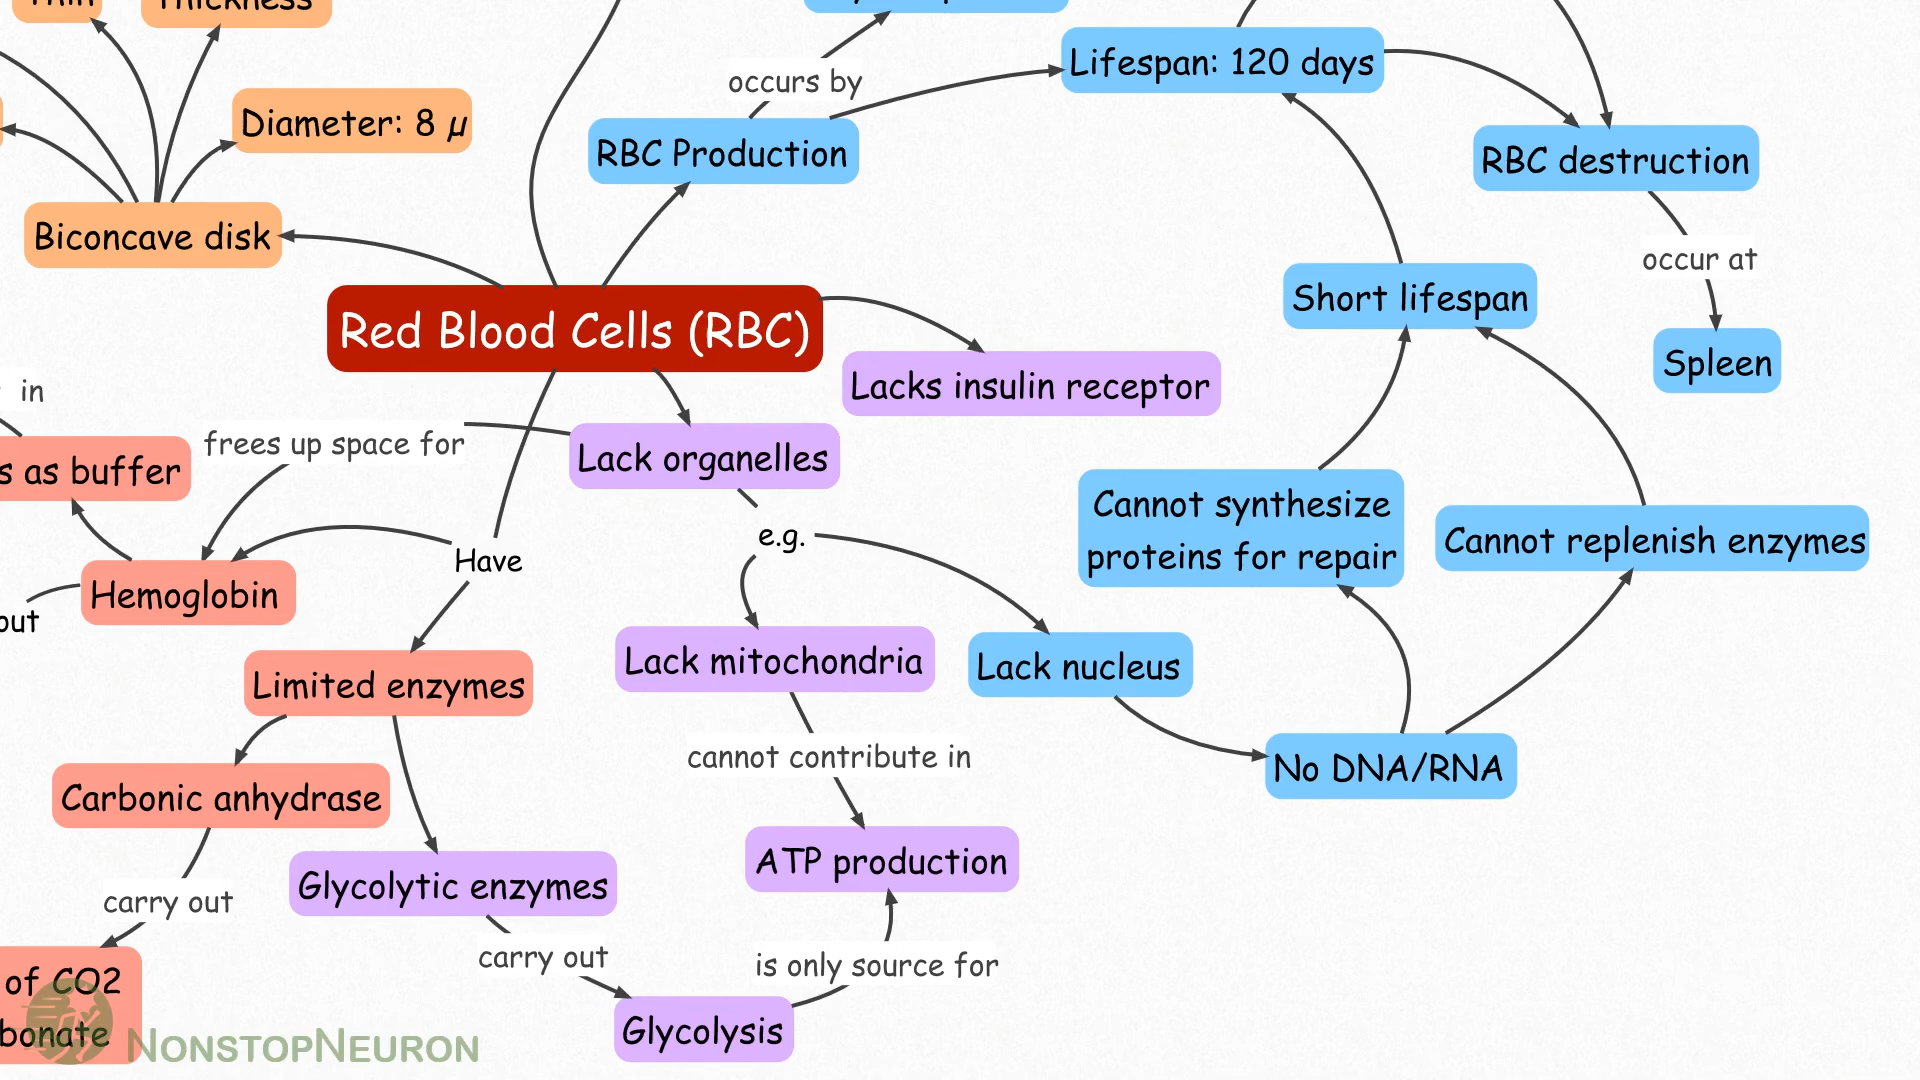 Thickness
Lifespan: 120 days
occurs by
Diameter: 8 µ
RBC Production
RBC destruction
Biconcave disk
occur at
Short lifespan
Red Blood Cells (RBC)
Spleen
Lacks insulin receptor
in
frees up space for
Lack organelles
s as buffer
Cannot synthesize
proteins for repair
e.g.
Cannot replenish enzymes
Have
Hemoglobin
out
Lack mitochondria
Lack nucleus
Limited enzymes
cannot contribute in
No DNA/RNA
Carbonic anhydrase
ATP production
Glycolytic enzymes
carry out
carry out
is only source for
of CO2
bonate
Glycolysis
NONSTOPNEURON